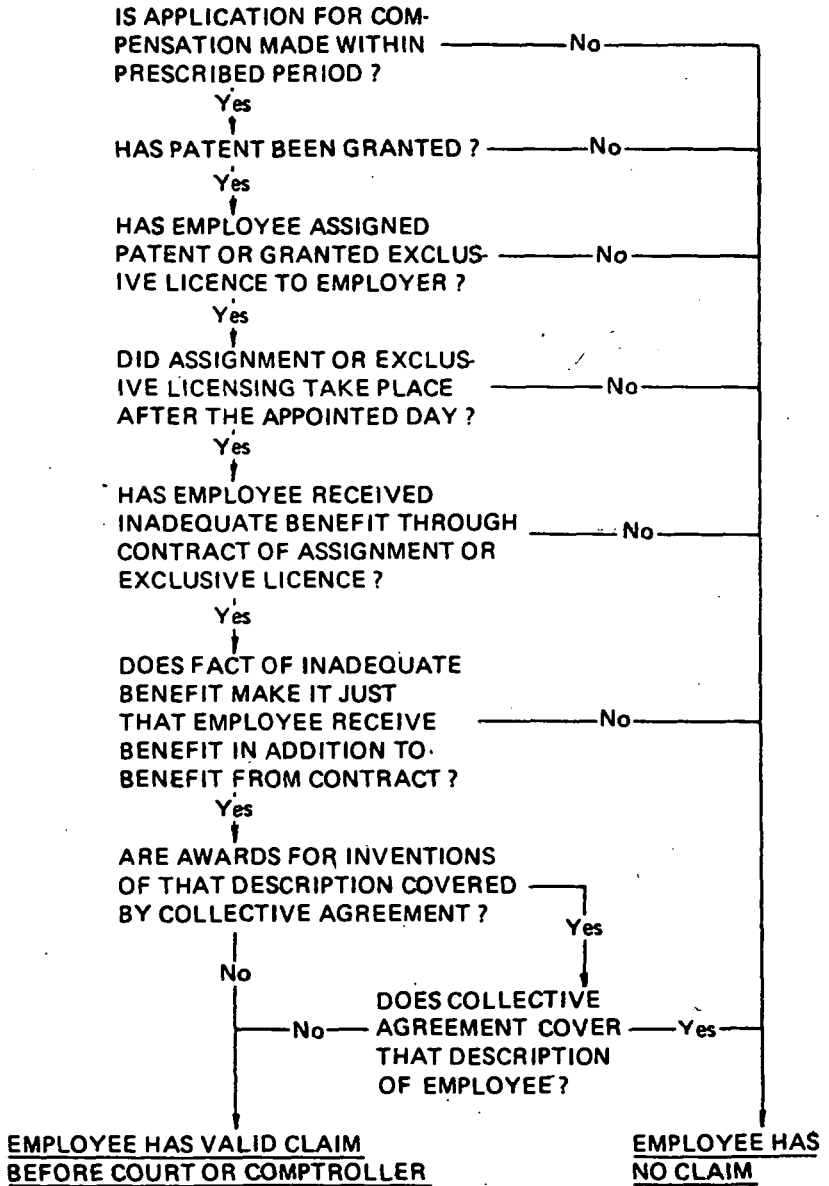 IS APPLICATION FOR COM-
PENSATION MADE WITHIN
PRESCRIBED PERIOD ?
No
Yes
HAS PATENT BEEN GRANTED ?
No
Yes
HAS EMPLOYEE ASSIGNED
PATENT OR GRANTED EXCLUS-
IVE LICENCE TO EMPLOYER ?
No
Yes
DID ASSIGNMENT OR EXCLUS-
IVE LICENSING TAKE PLACE
AFTER THE APPOINTED DAY ?
No
Yes
HAS EMPLOYEE RECEIVED
INADEQUATE BENEFIT THROUGH
CONTRACT OF ASSIGNMENT OR
EXCLUSIVE LICENCE ?
No
Yes
DOES FACT OF INADEQUATE
BENEFIT MAKE IT JUST
THAT EMPLOYEE RECEIVE
BENEFIT IN ADDITION TO
BENEFIT FROM CONTRACT ?
No
Yes
ARE AWARDS FOR INVENTIONS
OF THAT DESCRIPTION COVERED
BY COLLECTIVE AGREEMENT ?
Yes
No
DOES COLLECTIVE
AGREEMENT COVER
THAT DESCRIPTION
OF EMPLOYEE?
No
Yes
EMPLOYEE HAS VALID CLAIM
BEFORE COURT OR COMPTROLLER
EMPLOYEE HAS
NO CLAIM